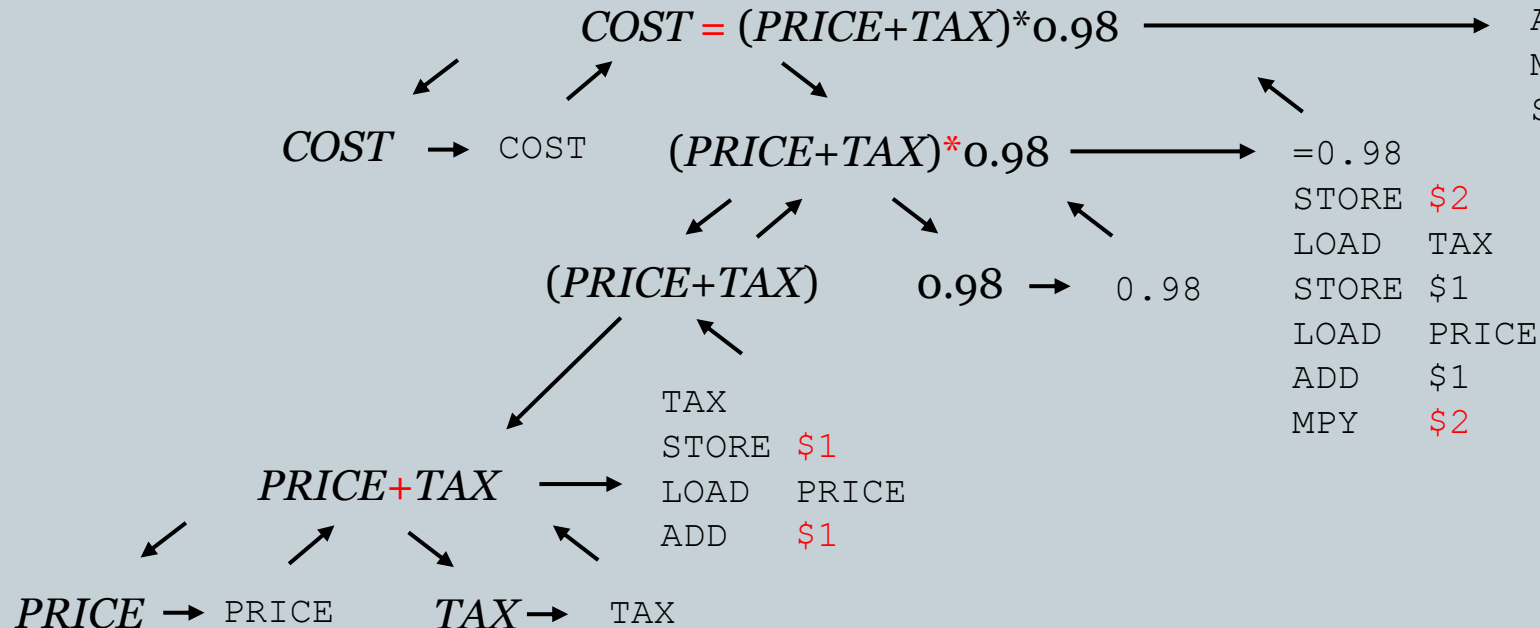 COST = (PRICE+TAX)*0.98
COST → COST
(PRICE+TAX)*0.98
=0.98
STORE $2
LOAD TAX
STORE $1
LOAD PRICE
ADD $1
MPY $2
(PRICE+TAX)
0.98 → 0.98
TAX
STORE $1
LOAD PRICE
ADD $1
PRICE+TAX
PRICE → PRICE
TAX → TAX